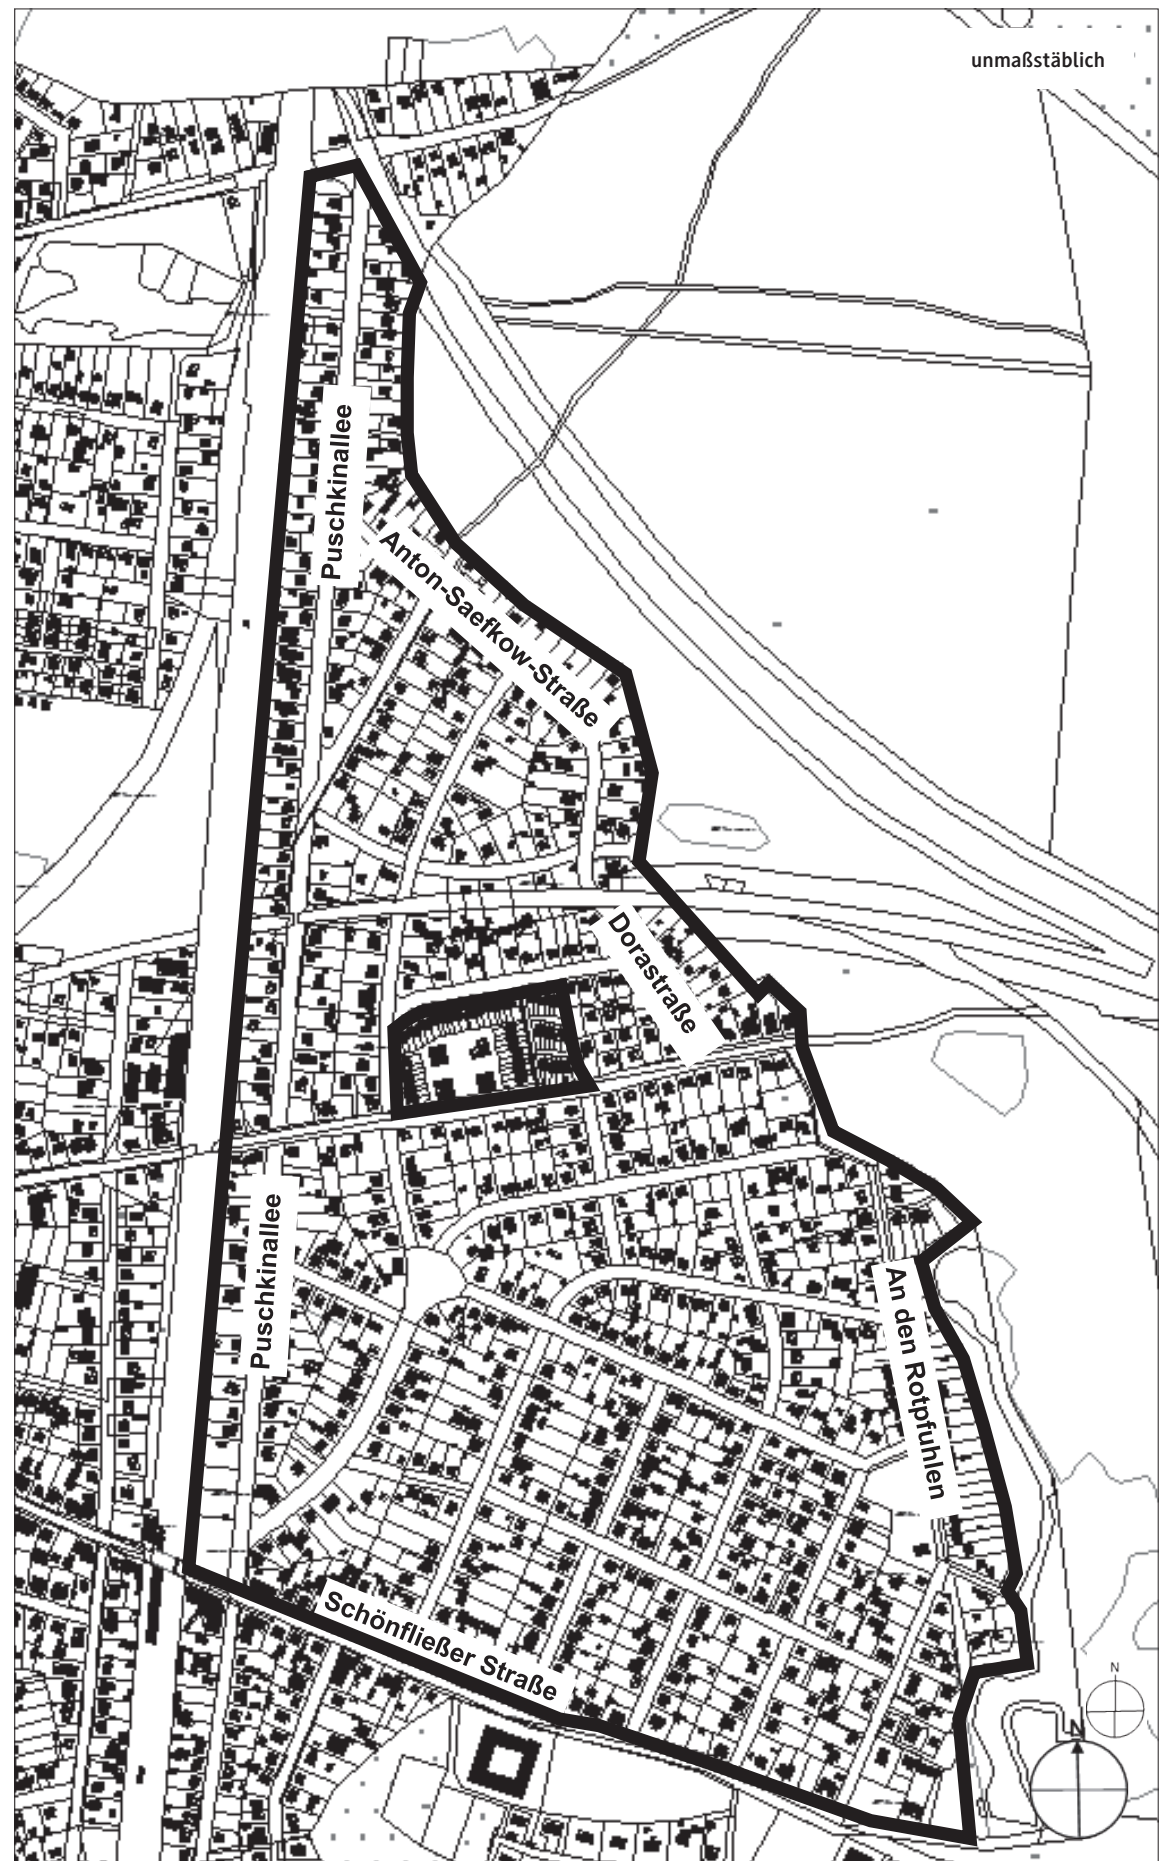 unmaßstäblich
Puschkinallee
Anton-Saefkow-Straße
Dorastraße
Puschkinallee
An den Rotpfuhlen
Schönfließer Straße
N
N